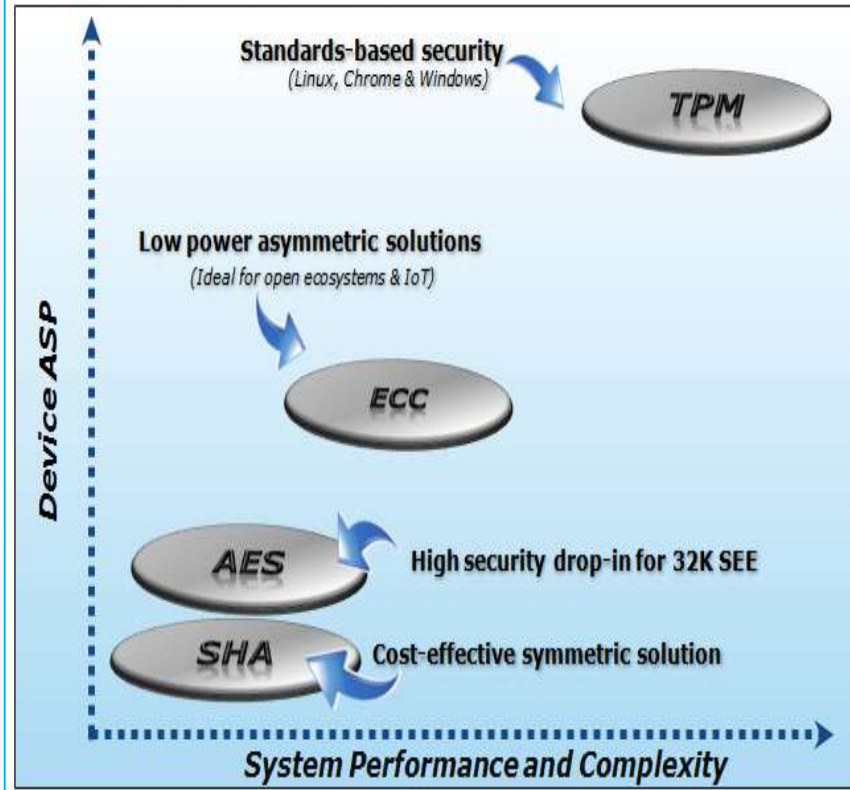 Standards-based security
(Linux, Chrome & Windows)
TPM
Low power asymmetric solutions
(Ideal for open ecosystems & IoT)
ECC
Device ASP
AES
High security drop-in for 32K SEE
SHA
Cost-effective symmetric solution
System Performance and Complexity